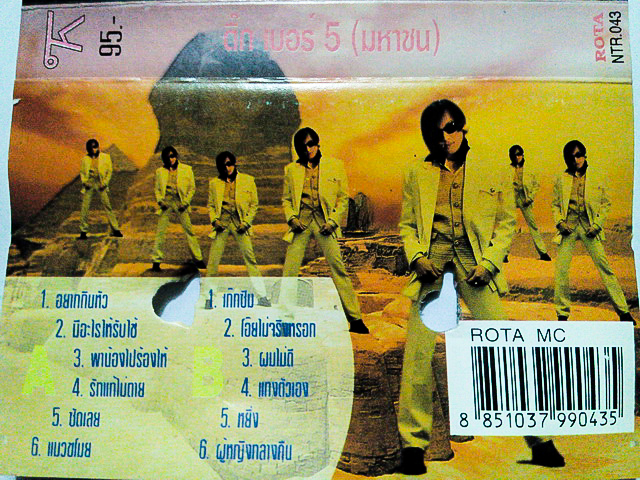 95.-
ติ๊ก เบอร์ 5 (มหาชน)
ROTA
NTR.043
A
1. อยเกกินหัว
2. มีอะไรให้รับใช้
3. พาน้องไปร้องไห้
4. รักแท้ไม่ตาย
5. ซัดเลย
6. แมวขโมย
B
1. เก๊กซิม
2. โอ๊ยไม่จริงหรอก
3. ผมไม่ดี
4. แทงตัวเอง
5. หยิ่ง
6. ผู้หญิงกลางคืน
ROTA MC
8 851037 990435